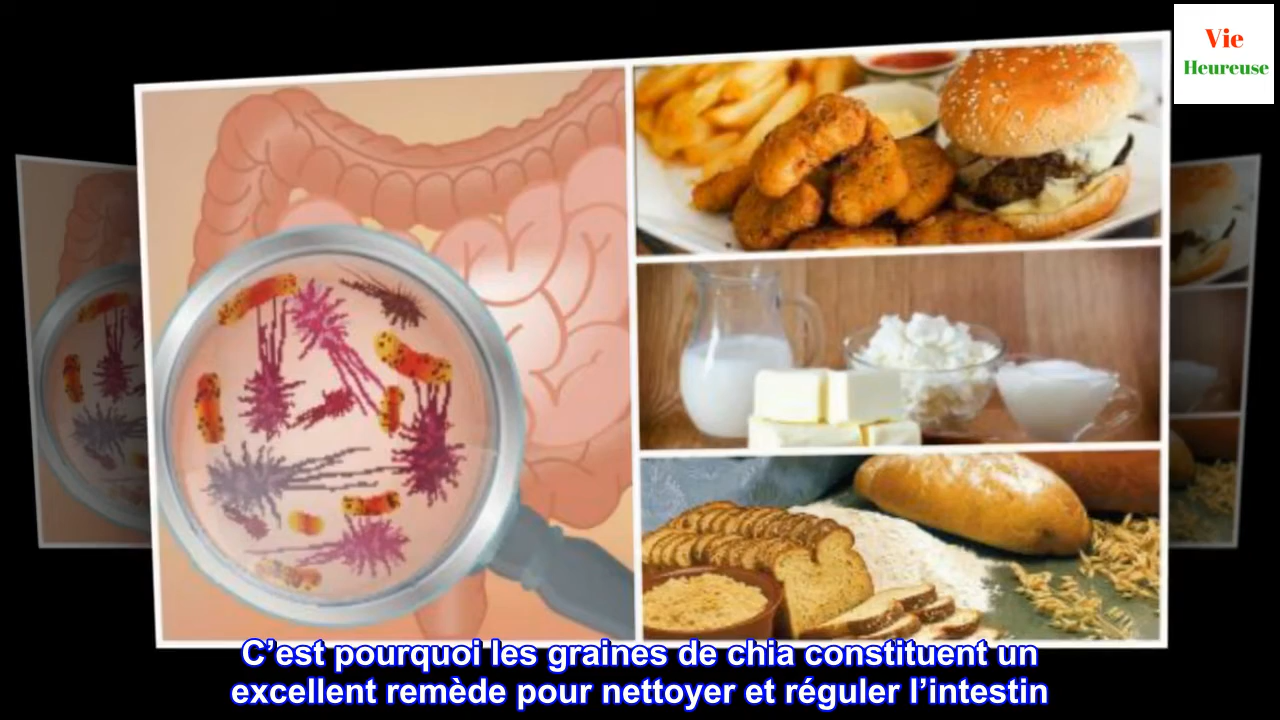 Vie
Heureuse
C’est pourquoi les graines de chia constituent un
excellent remède pour nettoyer et réguler l’intestin